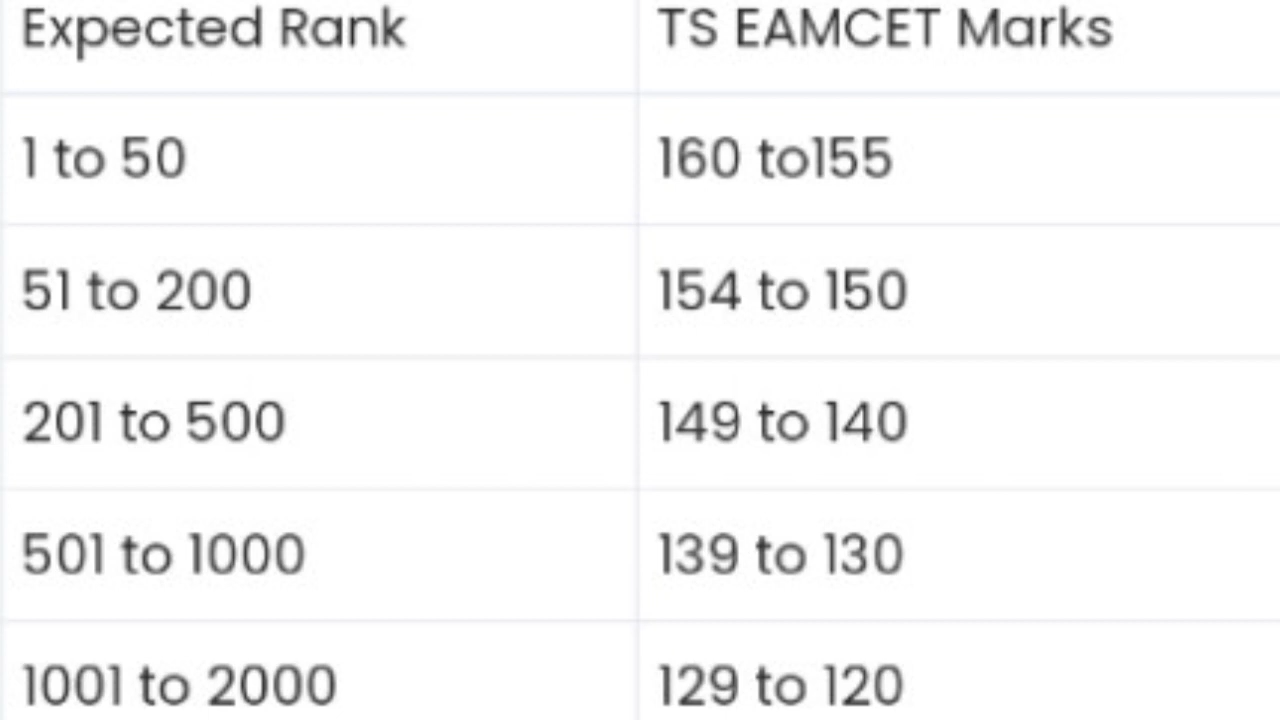 Expected Rank TS EAMCET Marks
1 to 50 160 to155
51 to 200 154 to 150
201 to 500 149 to 140
501 to 1000 139 to 130
1001 to 2000 129 to 120